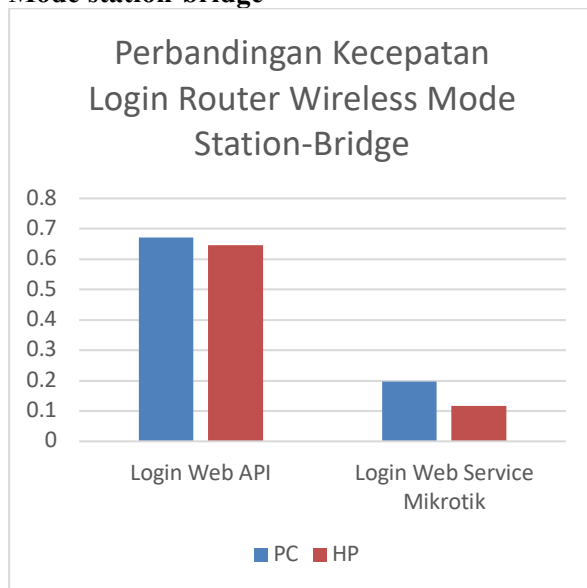 Mode station-bridge
Perbandingan Kecepatan
Login Router Wireless Mode
Station-Bridge
0.8
0.7
0.6
0.5
0.4
0.3
0.2
0.1
0
Login Web API
Login Web Service
Mikrotik
PC HP